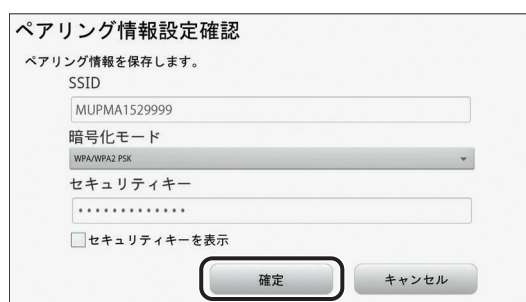 ペアリング情報設定確認
ペアリング情報を保存します。
SSID
MUPMA1529999
暗号化モード
WPA/WPA2 PSK
セキュリティキー
•••••••••••••
セキュリティキーを表示
確定 キャンセル